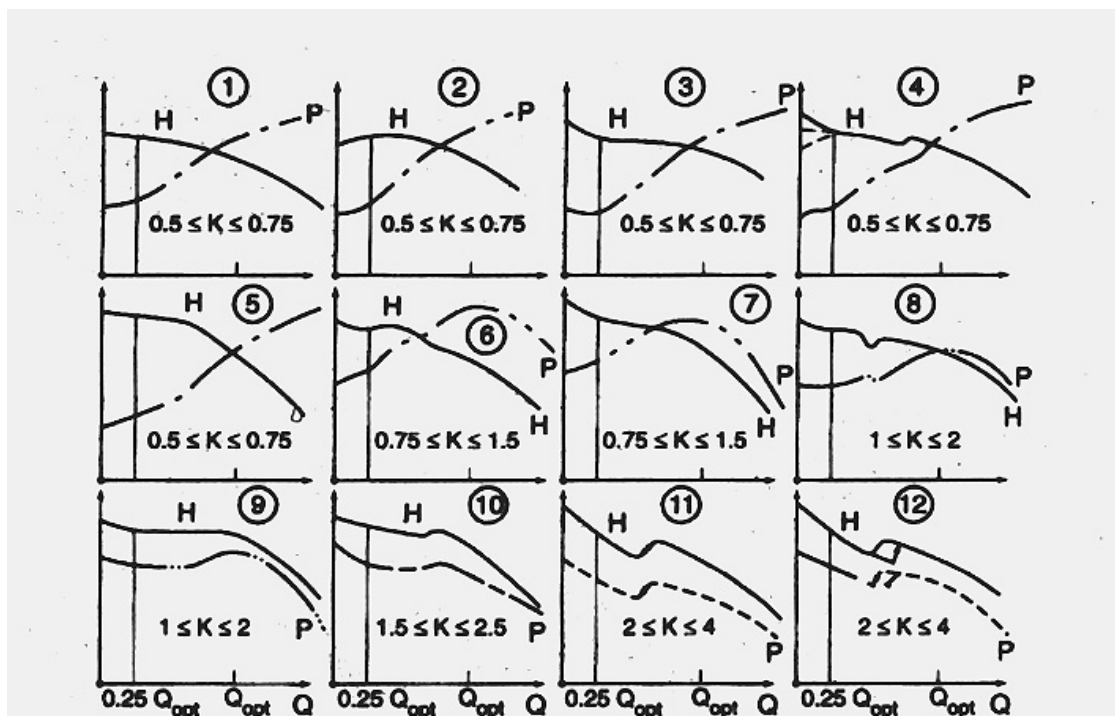 1 2 3 4
H P H P H P H P
0.5 ≤ K ≤ 0.75 0.5 ≤ K ≤ 0.75 0.5 ≤ K ≤ 0.75 0.5 ≤ K ≤ 0.75
5 6 7 8
H H P H P H P H
0.5 ≤ K ≤ 0.75 0.75 ≤ K ≤ 1.5 0.75 ≤ K ≤ 1.5 1 ≤ K ≤ 2
9 10 11 12
H P H P H P H P
1 ≤ K ≤ 2 1.5 ≤ K ≤ 2.5 2 ≤ K ≤ 4 2 ≤ K ≤ 4
0.25 Qopt Qopt Q 0.25 Qopt Qopt Q 0.25 Qopt Qopt Q 0.25 Qopt Qopt Q